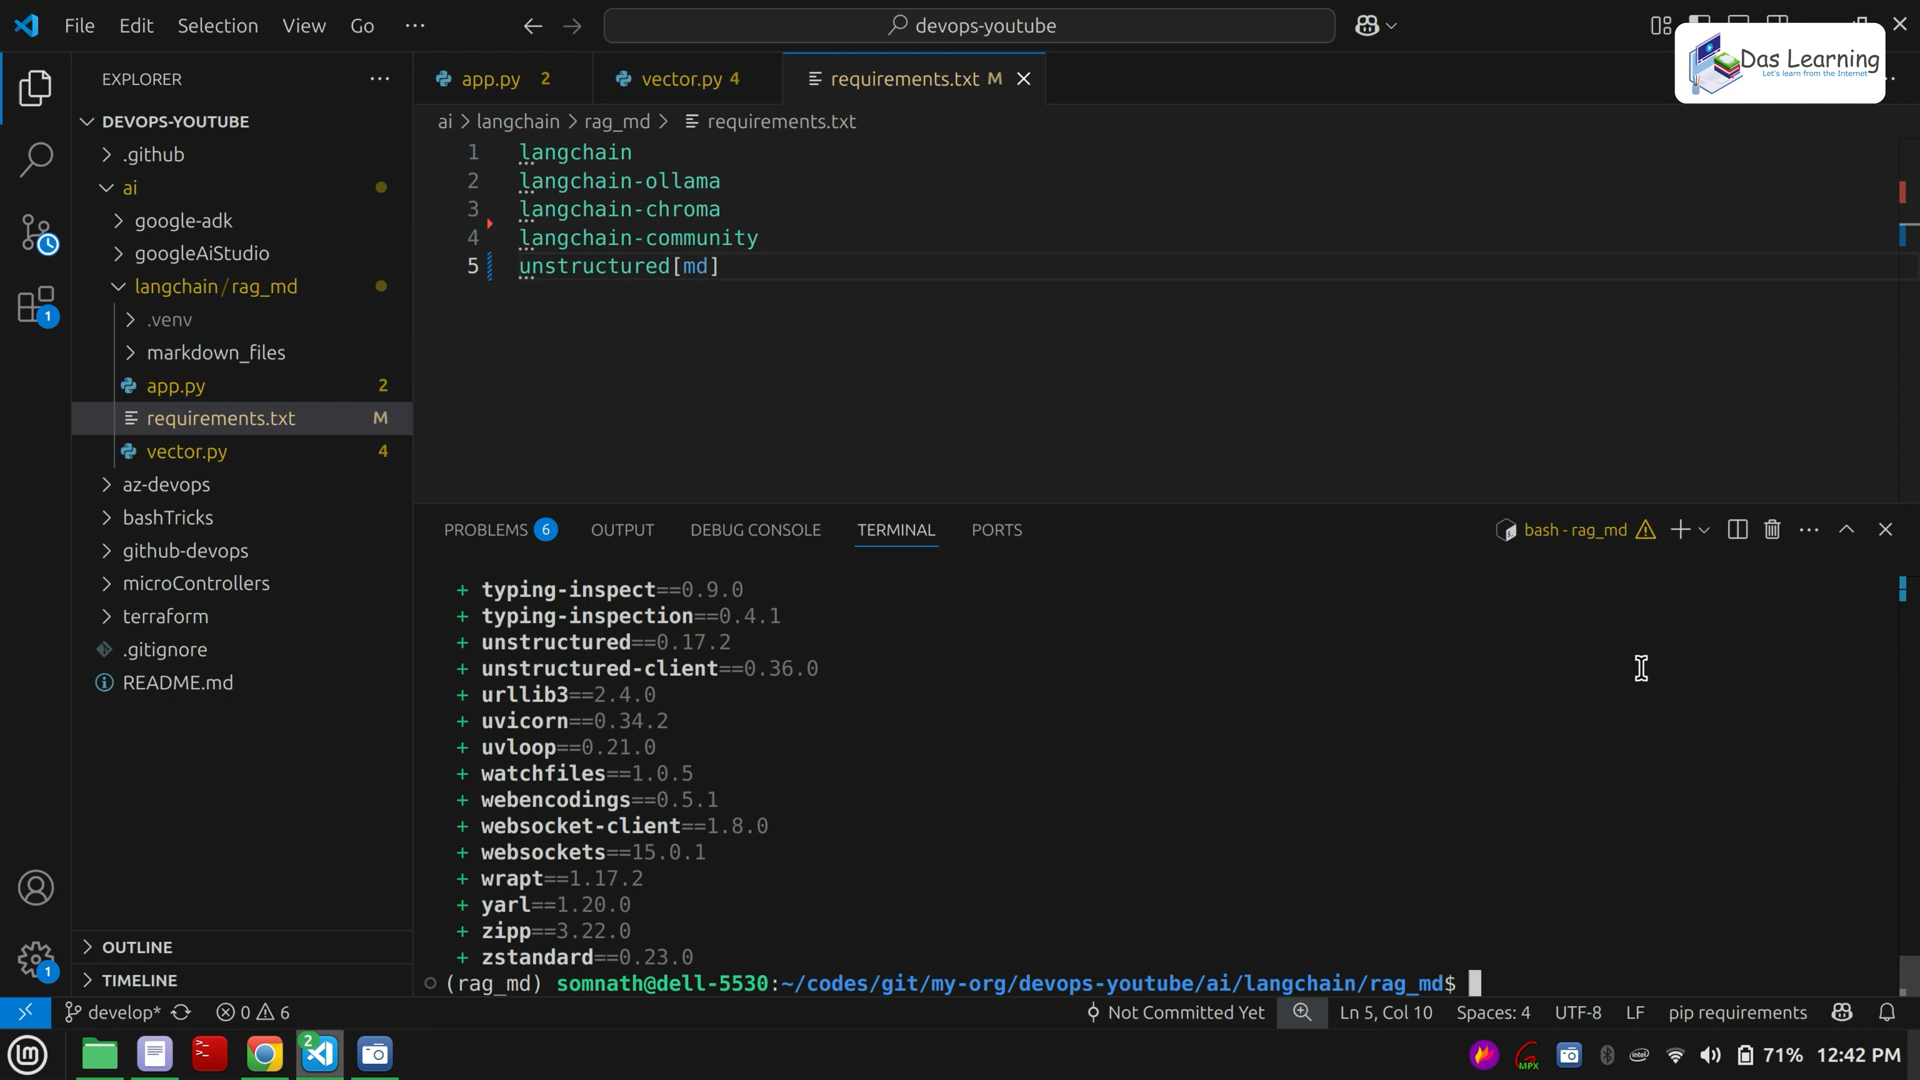 File Edit Selection View Go ···
devops-youtube
Das Learning
Let's learn from the Internet
EXPLORER ···
app.py 2
vector.py 4
requirements.txt M
ai > langchain > rag_md > requirements.txt
DEVOPS-YOUTUBE
.github
ai
google-adk
googleAiStudio
langchain / rag_md
.venv
markdown_files
app.py 2
requirements.txt M
vector.py 4
az-devops
bashTricks
github-devops
microControllers
terraform
.gitignore
README.md
OUTLINE
TIMELINE
1
1
1 langchain
2 langchain-ollama
3 langchain-chroma
4 langchain-community
5 unstructured[md]
PROBLEMS 6 OUTPUT DEBUG CONSOLE TERMINAL PORTS
bash - rag_md
+ typing-inspect==0.9.0
+ typing-inspection==0.4.1
+ unstructured==0.17.2
+ unstructured-client==0.36.0
+ urllib3==2.4.0
+ uvicorn==0.34.2
+ uvloop==0.21.0
+ watchfiles==1.0.5
+ webencodings==0.5.1
+ websocket-client==1.8.0
+ websockets==15.0.1
+ wrapt==1.17.2
+ yarl==1.20.0
+ zipp==3.22.0
+ zstandard==0.23.0
(rag_md) somnath@dell-5530:~/codes/git/my-org/devops-youtube/ai/langchain/rag_md$
develop* 0 6 Not Committed Yet Ln 5, Col 10 Spaces: 4 UTF-8 LF pip requirements
2 MPX intel 71% 12:42 PM